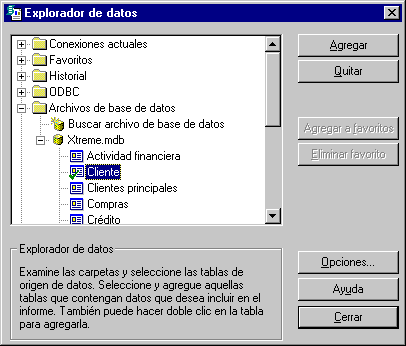 Explorador de datos
Conexiones actuales
Favoritos
Historial
ODBC
Archivos de base de datos
Buscar archivo de base de datos
Xtreme.mdb
Actividad financiera
Cliente
Clientes principales
Compras
Crédito
Agregar
Quitar
Agregar a favoritos
Eliminar favorito
Explorador de datos
Examine las carpetas y seleccione las tablas de
origen de datos. Seleccione y agregue aquellas
tablas que contengan datos que desea incluir en el
informe. También puede hacer doble clic en la tabla
para agregarla.
Opciones...
Ayuda
Cerrar